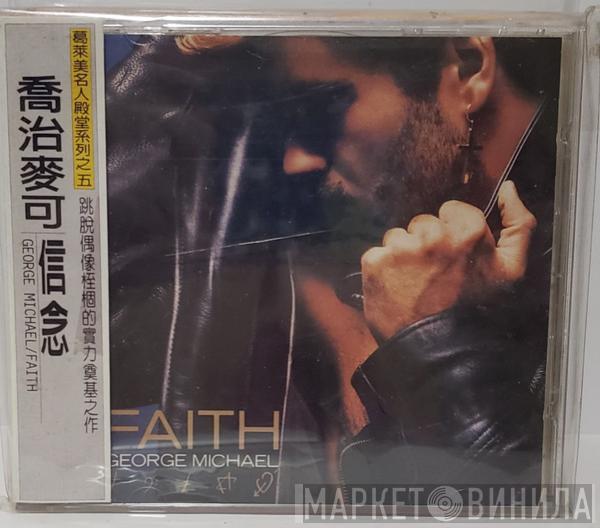 葛萊美名人殿堂系列之五
喬治麥可
信念
GEORGE MICHAEL/FAITH
跳脫偶像桎梏的實力奠基之作
FAITH
GEORGE MICHAEL
МАРКЕТ ВИНИЛА